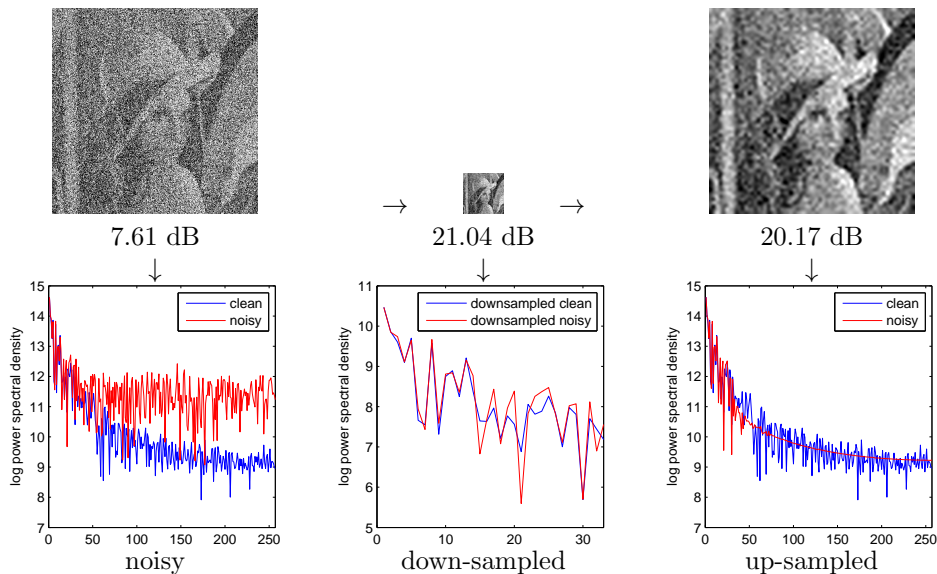 → →
7.61 dB 21.04 dB 20.17 dB
↓ ↓ ↓
log power spectral density
15
14
13
12
11
10
9
8
7
clean
noisy
0 50 100 150 200 250
noisy
log power spectral density
11
10
9
8
7
6
5
downsampled clean
downsampled noisy
0 10 20 30
down-sampled
log power spectral density
15
14
13
12
11
10
9
8
7
clean
noisy
0 50 100 150 200 250
up-sampled